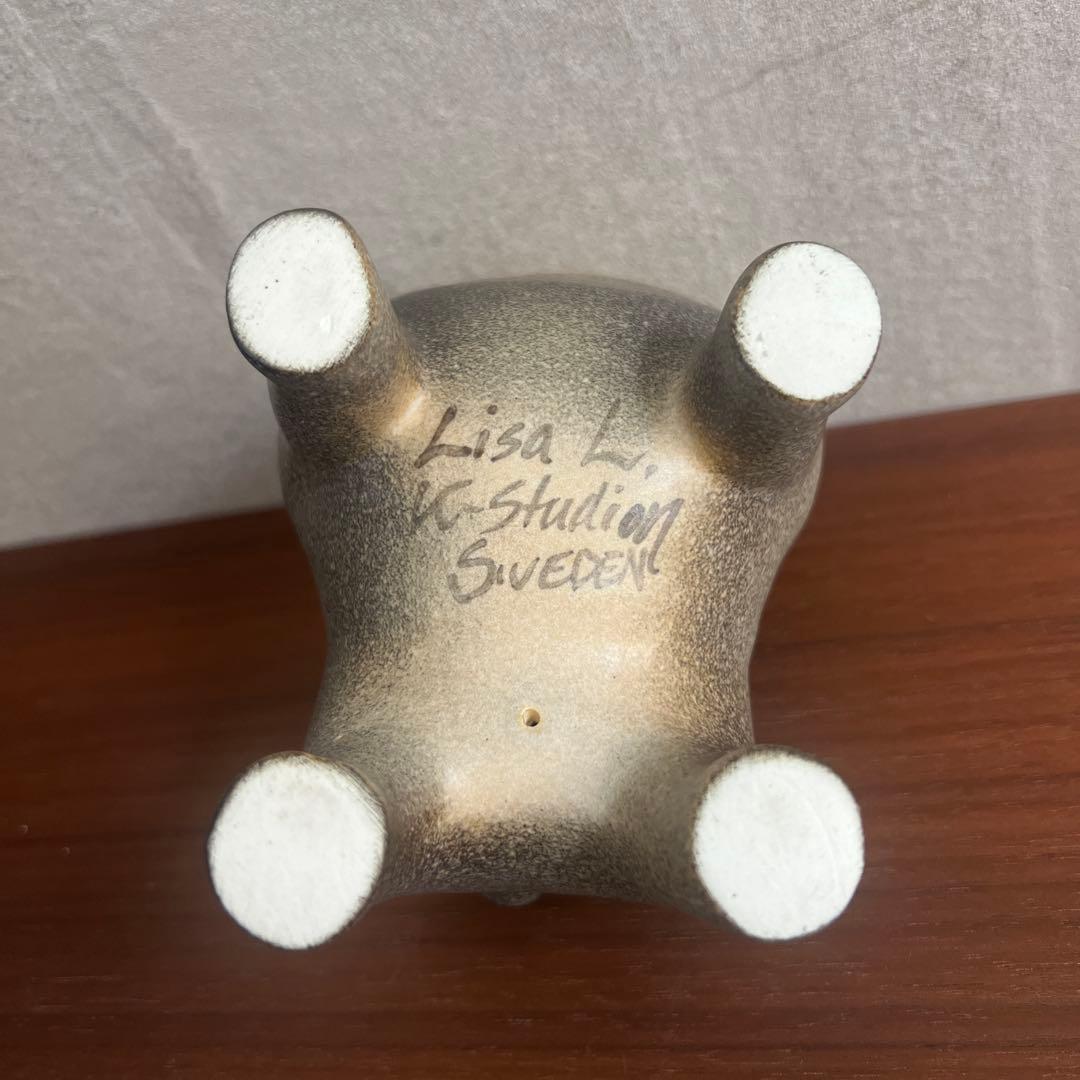 Lisa L.
K-Studion
SWEDEN